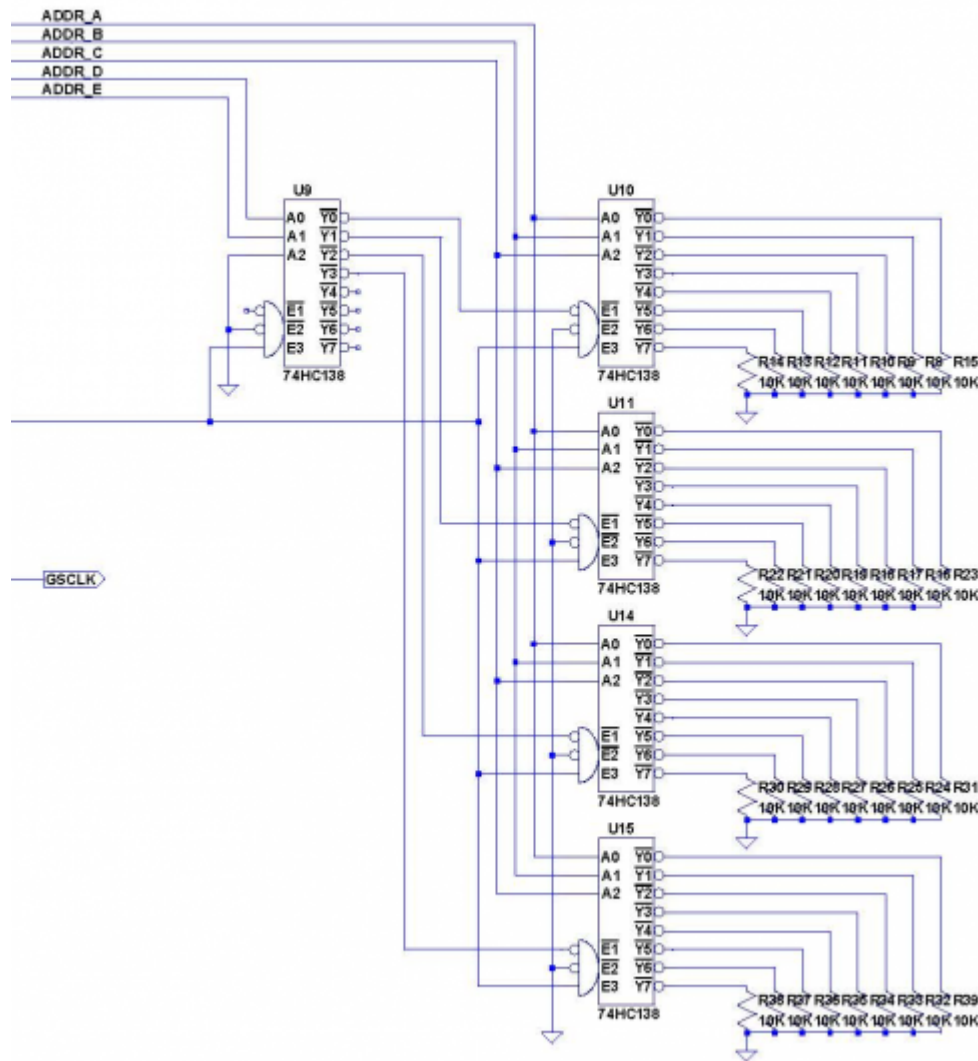 ADDR_A
ADDR_B
ADDR_C
ADDR_D
ADDR_E
U9
A0 Y0
A1 Y1
A2 Y2
Y3
Y4
E1 Y5
E2 Y6
E3 Y7
74HC138
U10
A0 Y0
A1 Y1
A2 Y2
Y3
Y4
E1 Y5
E2 Y6
E3 Y7
74HC138
R14 R13 R12 R11 R10 R9 R8 R15
10K 10K 10K 10K 10K 10K 10K 10K
U11
A0 Y0
A1 Y1
A2 Y2
Y3
Y4
E1 Y5
E2 Y6
E3 Y7
74HC138
GSCLK
R22 R21 R20 R19 R17 R23
10K 10K 10K 10K 10K 10K 10K 10K
U14
A0 Y0
A1 Y1
A2 Y2
Y3
Y4
E1 Y5
E2 Y6
E3 Y7
74HC138
R30 R29 R28 R27 R26 R25 R24 R31
10K 10K 10K 10K 10K 10K 10K 10K
U15
A0 Y0
A1 Y1
A2 Y2
Y3
Y4
E1 Y5
E2 Y6
E3 Y7
74HC138
R37 R35 R34 R33 R32 R39
10K 10K 10K 10K 10K 10K 10K 10K